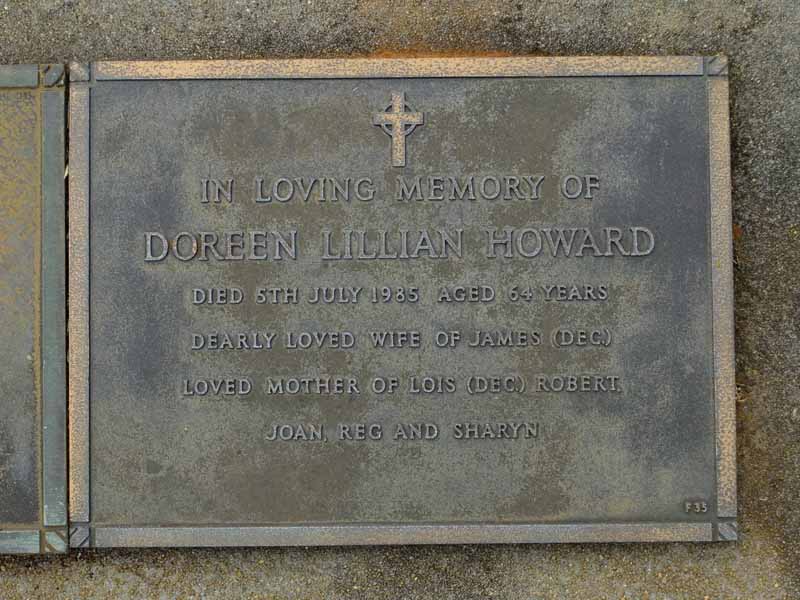 IN LOVING MEMORY OF
DOREEN LILLIAN HOWARD
DIED 5TH JULY 1985 AGED 64 YEARS
DEARLY LOVED WIFE OF JAMES (DEC.)
LOVED MOTHER OF LOIS (DEC.) ROBERT,
JOAN, REG AND SHARYN
F 35